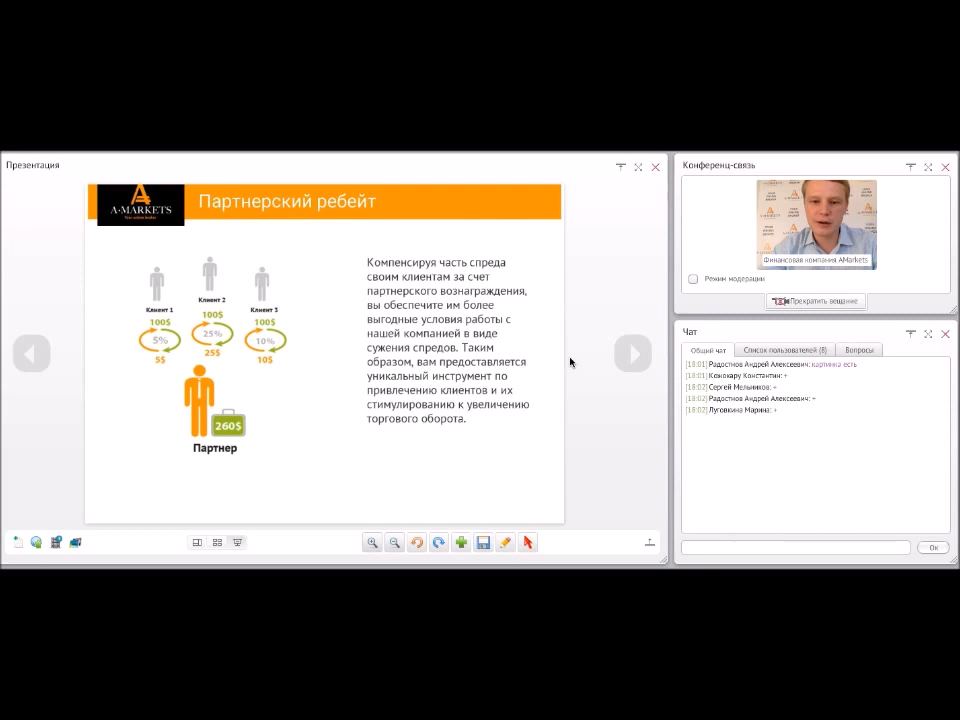 Презентация
A-MARKETS
Партнерский ребейт
Клиент 1
Клиент 2
Клиент 3
100$
100$
100$
5%
25%
10%
5$
25$
10$
260$
Партнер
Компенсируя часть спреда
своим клиентам за счет
партнерского вознаграждения,
вы обеспечите им более
выгодные условия работы с
нашей компанией в виде
сужения спредов. Таким
образом, вам предоставляется
уникальный инструмент по
привлечению клиентов и их
стимулированию к увеличению
торгового оборота.
Конференц-связь
Финансовая компания AMarkets
Режим модерации
Прекратить вещание
Чат
Общий чат
Список пользователей (8)
Вопросы
[18:01] Радостнов Андрей Алексеевич: картинка есть
[18:01] Кожокару Константин: +
[18:02] Сергей Мельников: +
[18:02] Радостнов Андрей Алексеевич: +
[18:02] Луговкина Марина: +
Ок